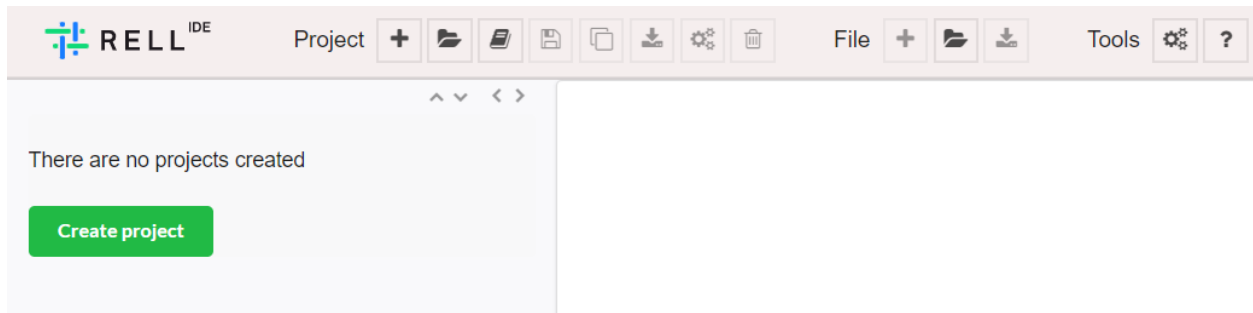 RELL IDE Project File Tools ?
There are no projects created
Create project